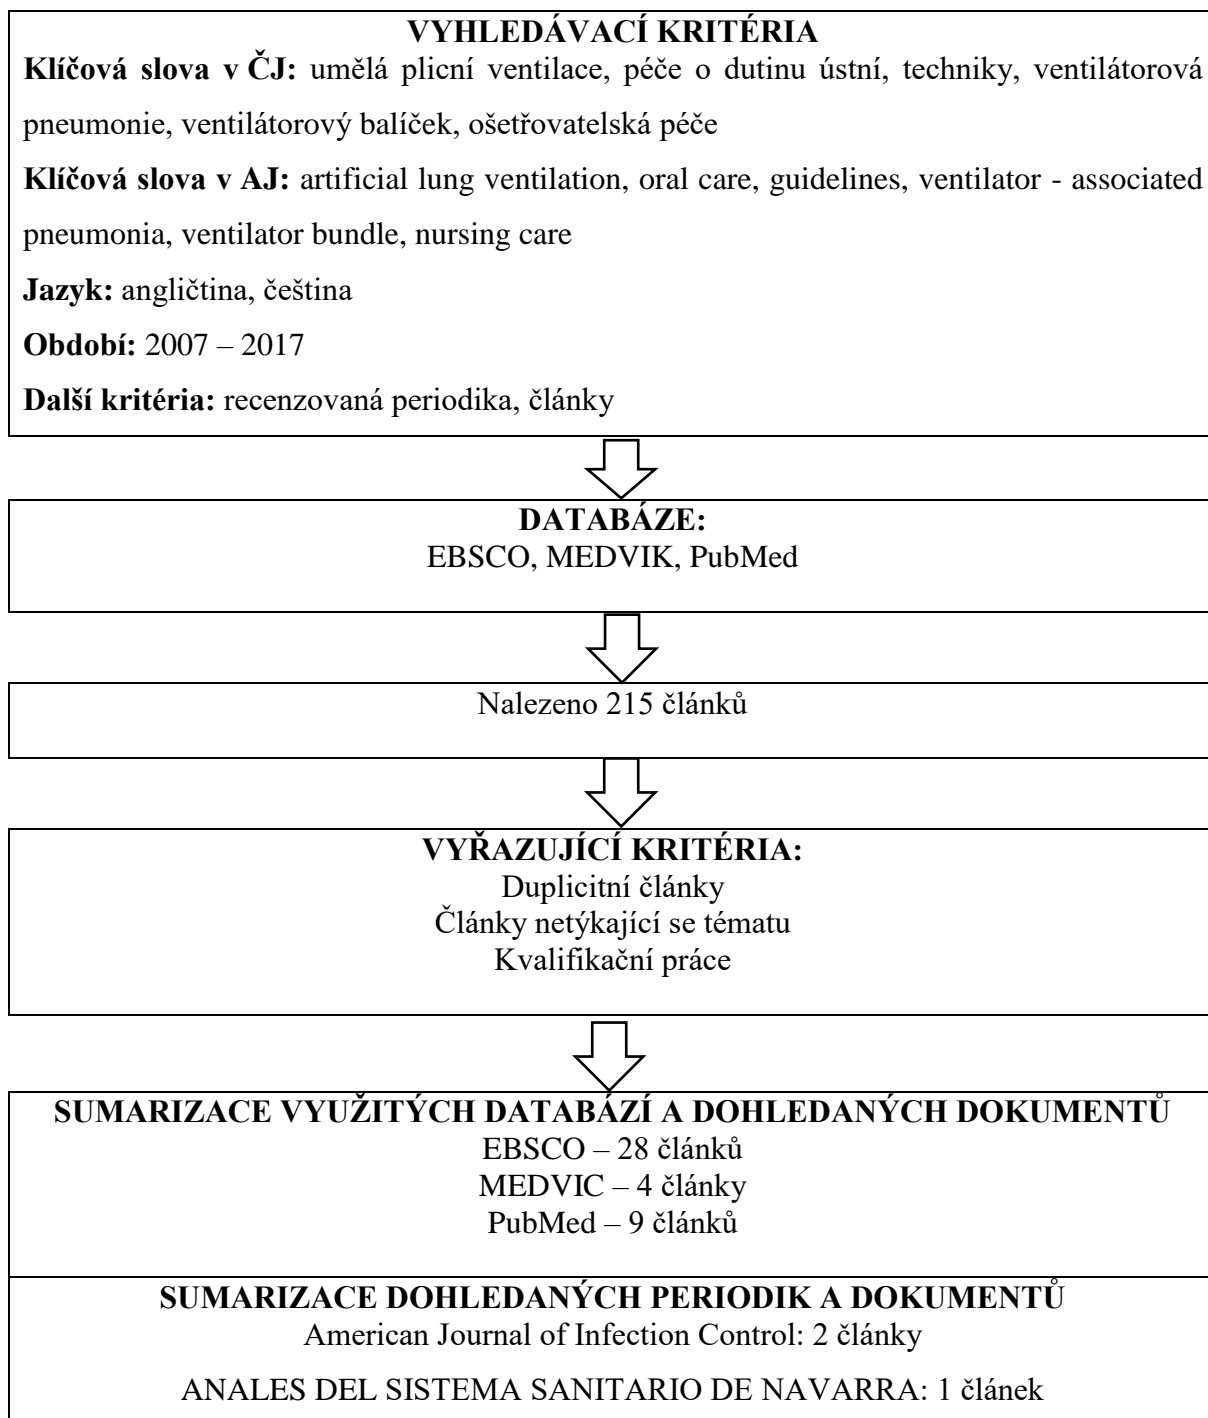 VYHLEDÁVACÍ KRITÉRIA
Klíčová slova v ČJ: umělá plicní ventilace, péče o dutinu ústní, techniky, ventilátorová
pneumonie, ventilátorový balíček, ošetřovatelská péče
Klíčová slova v AJ: artificial lung ventilation, oral care, guidelines, ventilator - associated
pneumonia, ventilator bundle, nursing care
Jazyk: angličtina, čeština
Období: 2007 – 2017
Další kritéria: recenzovaná periodika, články
DATABÁZE:
EBSCO, MEDVIK, PubMed
Nalezeno 215 článků
VYŘAZUJÍCÍ KRITÉRIA:
Duplicitní články
Články netýkající se tématu
Kvalifikační práce
SUMARIZACE VYUŽITÝCH DATABÁZÍ A DOHLEDANÝCH DOKUMENTŮ
EBSCO – 28 článků
MEDVIC – 4 články
PubMed – 9 článků
SUMARIZACE DOHLEDANÝCH PERIODIK A DOKUMENTŮ
American Journal of Infection Control: 2 články
ANALES DEL SISTEMA SANITARIO DE NAVARRA: 1 článek